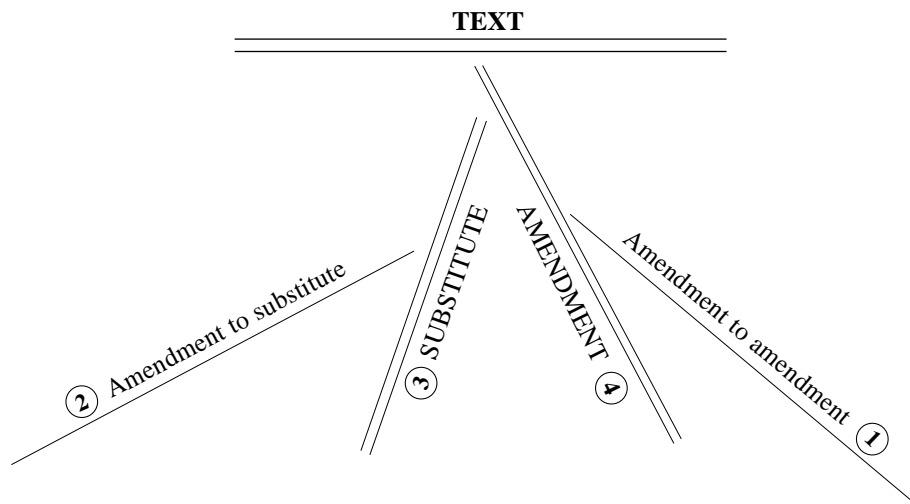 TEXT
② Amendment to substitute
③ SUBSTITUTE
AMENDMENT ④
Amendment to amendment ①